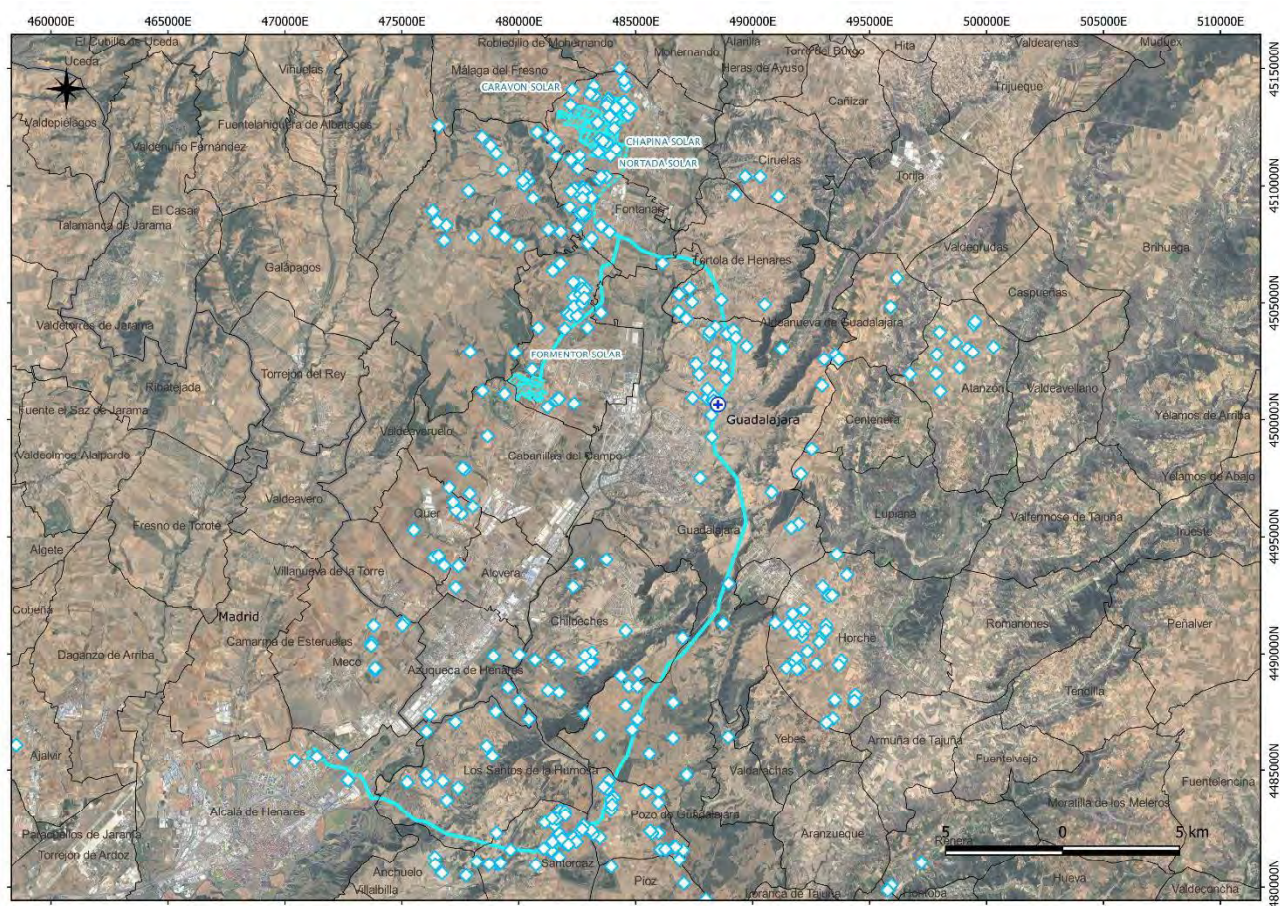 460000E 465000E 470000E 475000E 480000E 485000E 490000E 495000E 500000E 505000E 510000E
El Cubillo de Uceda
Uceda
Viñuelas
Robledillo de Mohernando
Mohernando
Alarilla
Torre del Burgo
Hita
Valdearenas
Muduex
4515000N
Málaga del Fresno
Heras de Ayuso
Trijueque
CARAVON SOLAR
Cañizar
Valdepiélagos
Fuentelahiguera de Albatages
Valdenuño Fernández
CHAPINA SOLAR
NORTADA SOLAR
Ciruelas
Torija
4510000N
El Casar
Talamanca de Jarama
Fontanar
Valdegrudas
Brihuega
Galápagos
Tórtola de Henares
Caspueñas
4505000N
Valdetorres de Jarama
Aldeanueva de Guadalajara
FORMENTOR SOLAR
Torrejón del Rey
Ribatejada
Atanzón
Valdeavellano
Fuente el Saz de Jarama
Yélamos de Arriba
4500000N
Guadalajara
Centenera
Valdeaveruelo
Cabanillas del Campo
Valdeolmos Alalpardo
Yélamos de Abajo
Valdeavero
Quer
Lupiana
Valfermoso de Tajuña
Fresno de Torote
Guadalajara
Irueste
4495000N
Algete
Villanueva de la Torre
Alovera
Cobeña
Madrid
Chiloeches
Romanones
Peñalver
Camarma de Esteruelas
Horche
Daganzo de Arriba
Meco
4490000N
Azuqueca de Henares
Tendilla
Yebes
Armuña de Tajuña
Ajalvir
Los Santos de la Humosa
Valdarachas
Fuentelviejo
4485000N
Fuentelencina
Alcalá de Henares
Pozo de Guadalajara
Moratilla de los Meleros
Paracuellos de Jarama
Aranzueque
5 0 5 km
Renera
Torrejón de Ardoz
Santorcaz
Anchuelo
Pioz
Hueva
Villalbilla
Loranca de Tajuña
Hontoba
Valdeconcha
4480000N